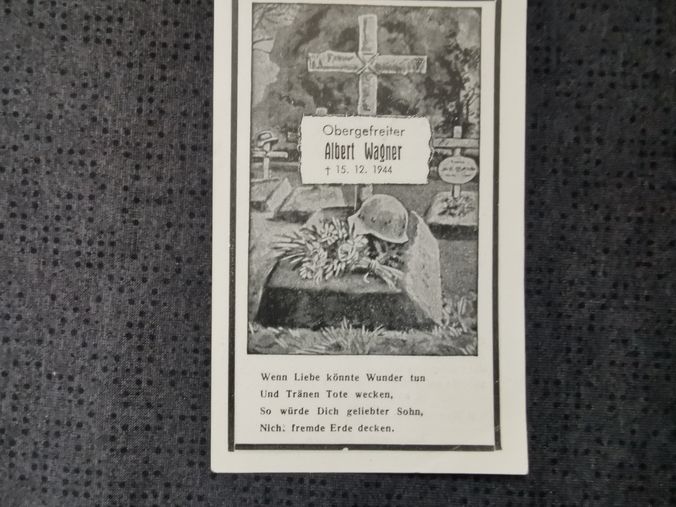 Obergefreiter
Albert Wagner
† 15. 12. 1944
Wenn Liebe könnte Wunder tun
Und Tränen Tote wecken,
So würde Dich geliebter Sohn,
Nich. fremde Erde decken.